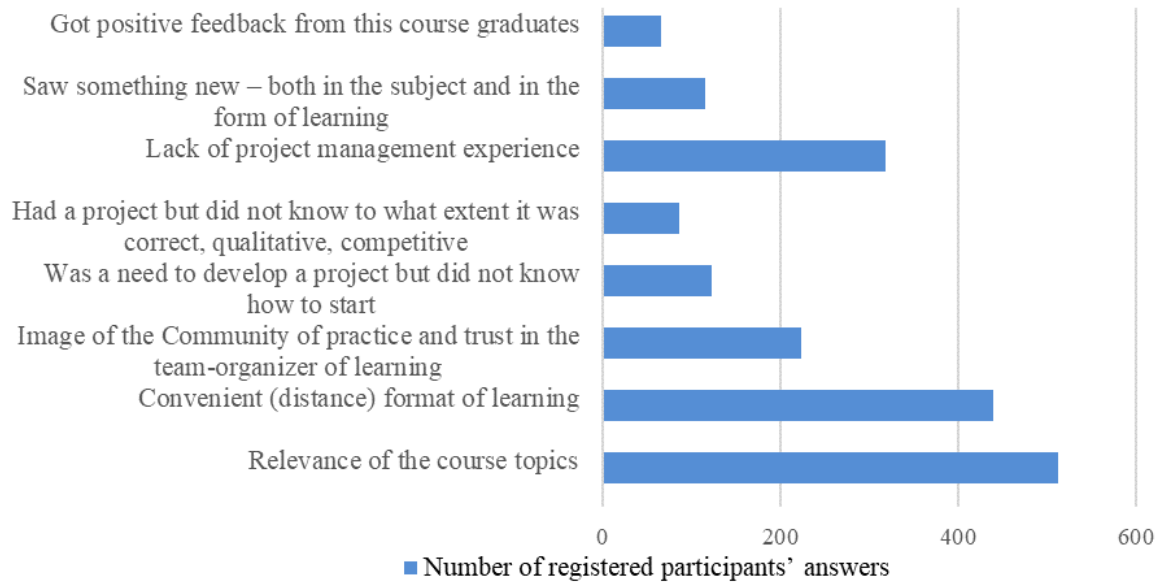 Got positive feedback from this course graduates
Saw something new – both in the subject and in the
form of learning
Lack of project management experience
Had a project but did not know to what extent it was
correct, qualitative, competitive
Was a need to develop a project but did not know
how to start
Image of the Community of practice and trust in the
team-organizer of learning
Convenient (distance) format of learning
Relevance of the course topics
0 200 400 600
Number of registered participants’ answers